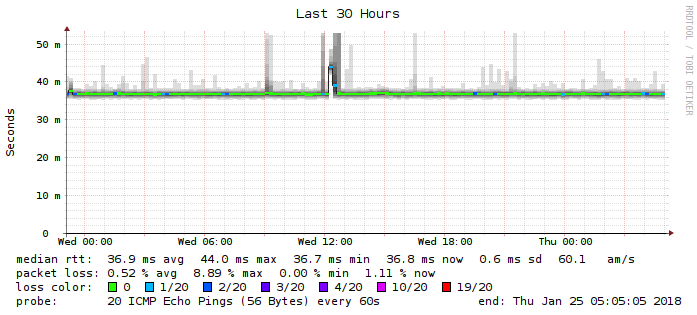 Last 30 Hours
RRDTOOL / TOBI OETIKER
Seconds
50 m
40 m
30 m
20 m
10 m
0
Wed 00:00 Wed 06:00 Wed 12:00 Wed 18:00 Thu 00:00
median rtt: 36.9 ms avg 44.0 ms max 36.7 ms min 36.8 ms now 0.6 ms sd 60.1 am/s
packet loss: 0.52 % avg 8.89 % max 0.00 % min 1.11 % now
loss color: 0 1/20 2/20 3/20 4/20 10/20 19/20
probe: 20 ICMP Echo Pings (56 Bytes) every 60s end: Thu Jan 25 05:05:05 2018